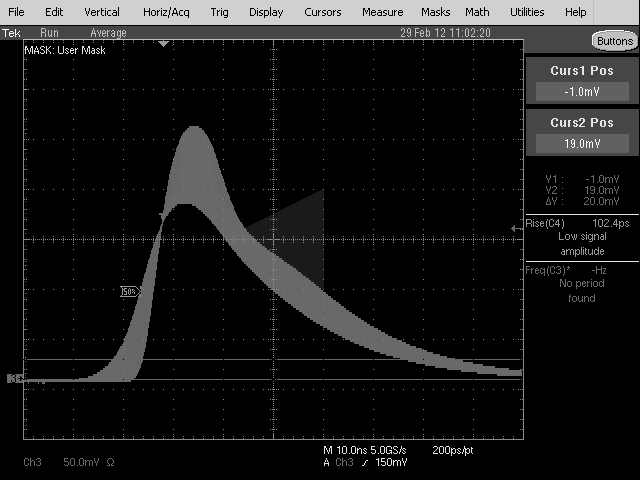 File Edit Vertical Horiz/Acq Trig Display Cursors Measure Masks Math Utilities Help
Tek Run Average 29 Feb 12 11:02:20
Buttons
MASK: User Mask
Curs1 Pos
-1.0mV
Curs2 Pos
19.0mV
V1 : -1.0mV
V2 : 19.0mV
ΔV : 20.0mV
Rise(C4) 102.4ps
Low signal
amplitude
Freq(C3)* -Hz
No period
found
50%
3
M 10.0ns 5.0GS/s 200ps/pt
Ch3 50.0mV Ω A Ch3 150mV